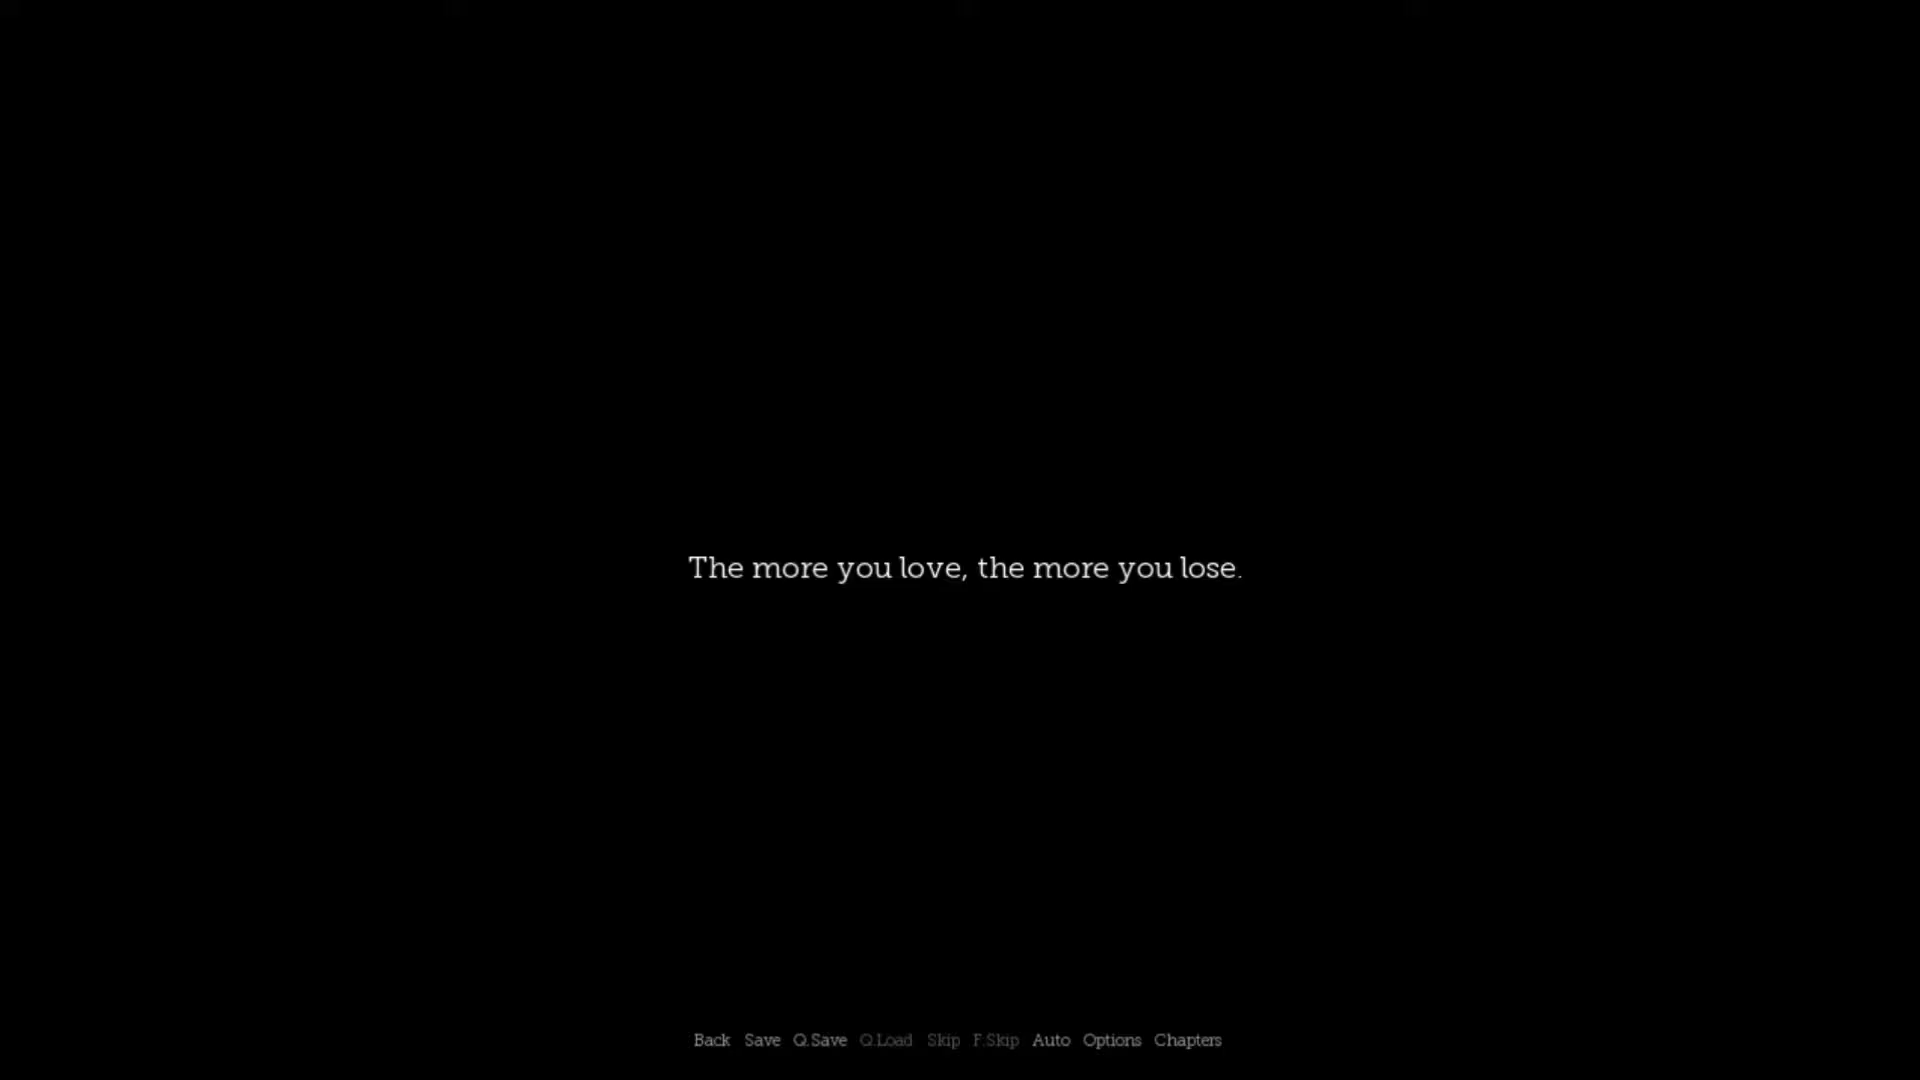 The more you love, the more you lose.
Back Save Q.Save Q.Load Skip F.Skip Auto Options Chapters